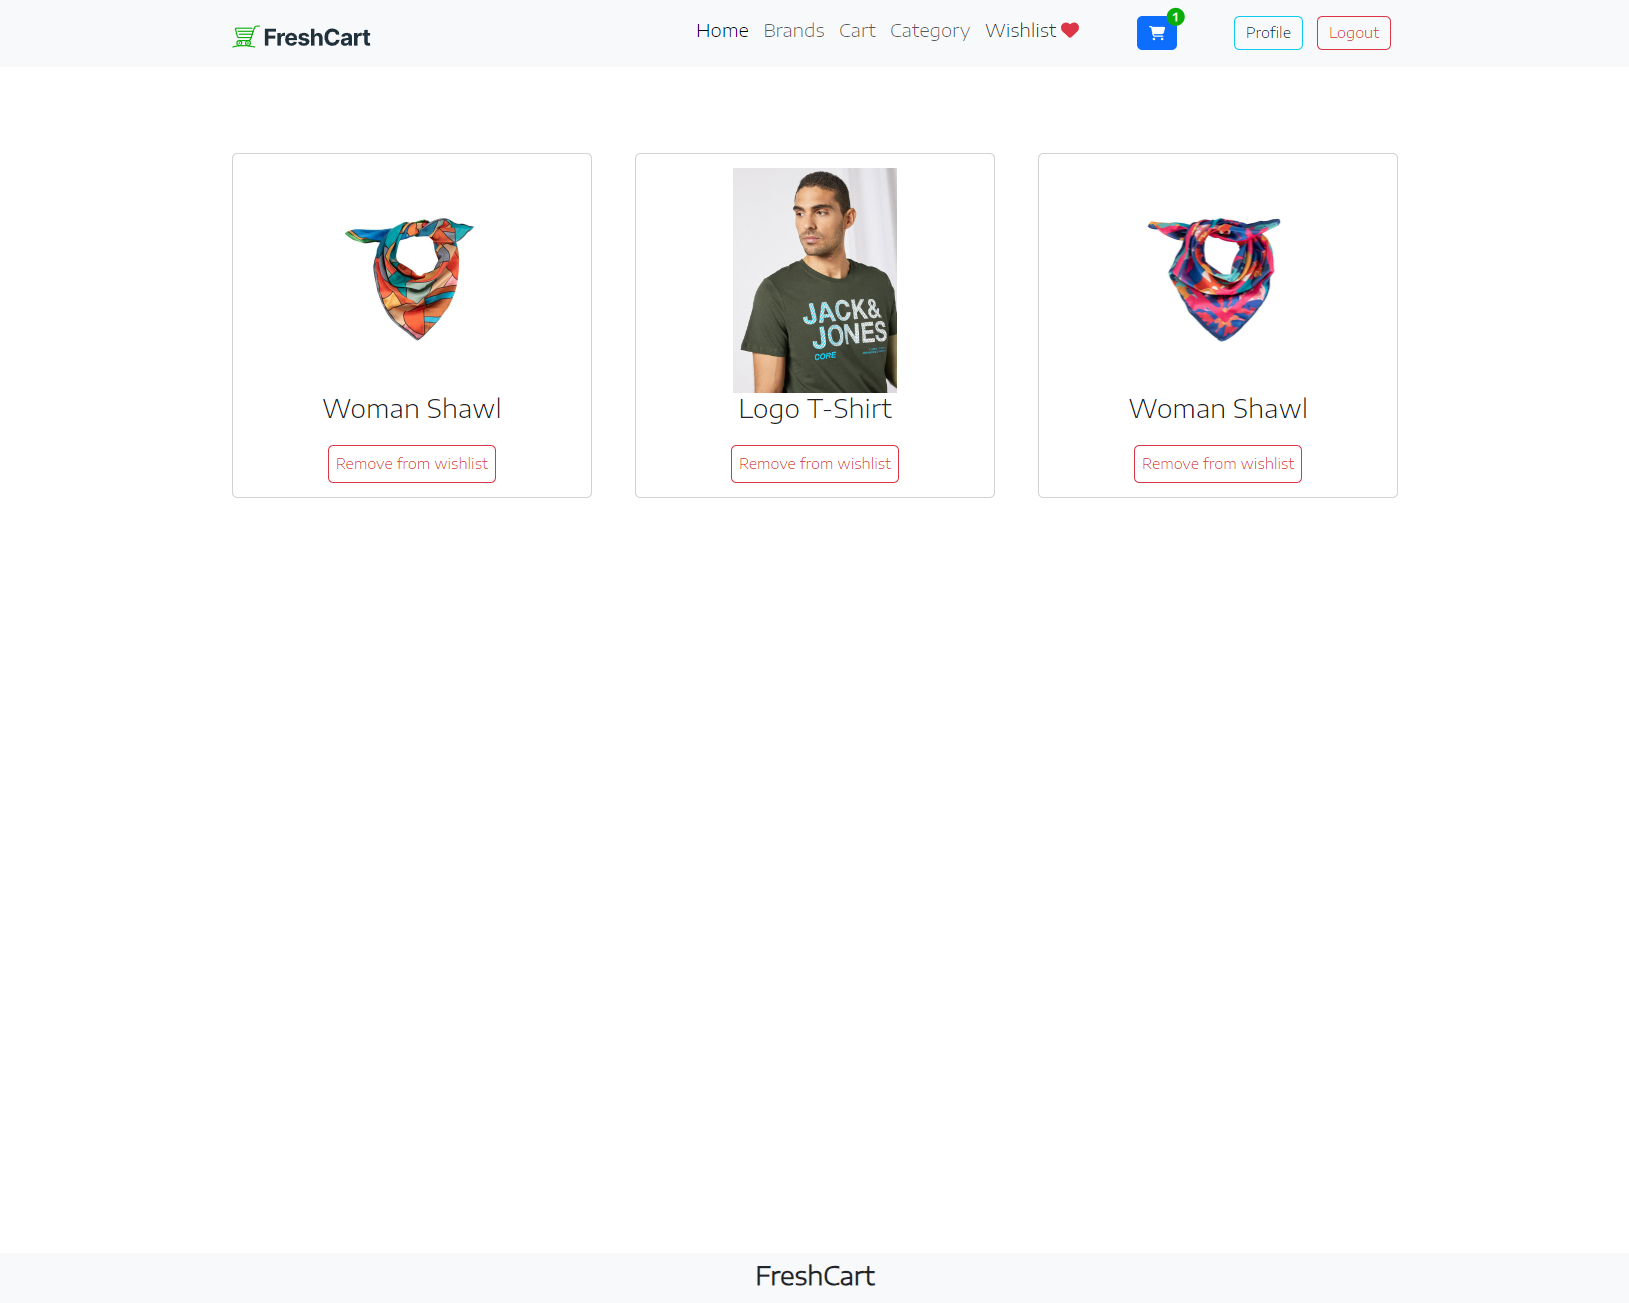 FreshCart Home Brands Cart Category Wishlist 1 Profile Logout
JACK&
JONES
CORE
Woman Shawl Logo T-Shirt Woman Shawl
Remove from wishlist Remove from wishlist Remove from wishlist
FreshCart